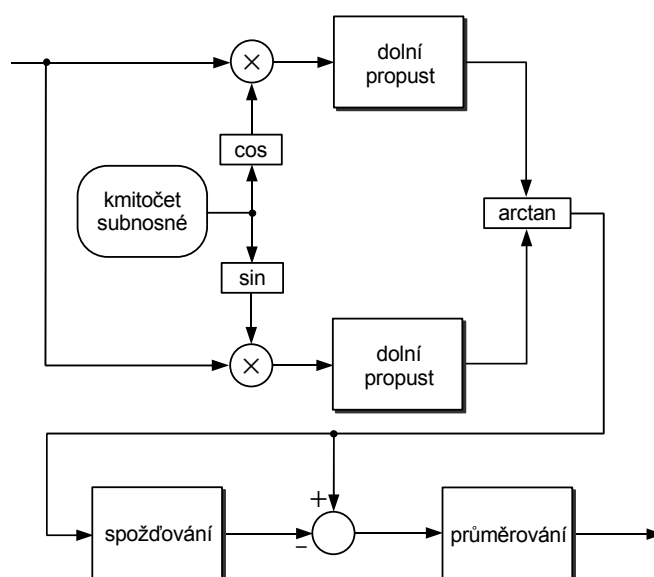 dolní
propust
×
cos
kmitočet
subnosné
arctan
sin
×
dolní
propust
+
spožďování
-
průměrování